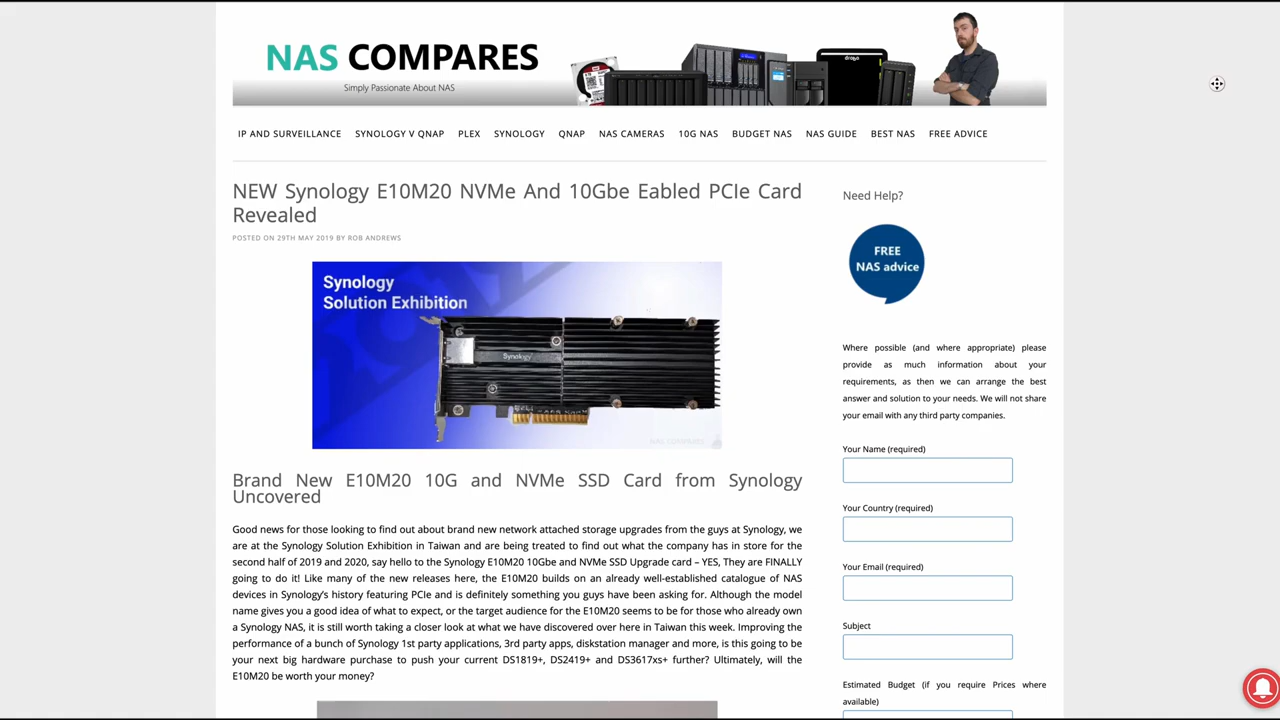 NAS COMPARES
Simply Passionate About NAS
drobo
IP AND SURVEILLANCE SYNOLOGY V QNAP PLEX SYNOLOGY QNAP NAS CAMERAS 10G NAS BUDGET NAS NAS GUIDE BEST NAS FREE ADVICE
NEW Synology E10M20 NVMe And 10Gbe Eabled PCIe Card
Revealed
POSTED ON 29TH MAY 2019 BY ROB ANDREWS
Synology
Solution Exhibition
Synology
NAS COMPARES
Brand New E10M20 10G and NVMe SSD Card from Synology
Uncovered
Good news for those looking to find out about brand new network attached storage upgrades from the guys at Synology, we
are at the Synology Solution Exhibition in Taiwan and are being treated to find out what the company has in store for the
second half of 2019 and 2020, say hello to the Synology E10M20 10Gbe and NVMe SSD Upgrade card – YES, They are FINALLY
going to do it! Like many of the new releases here, the E10M20 builds on an already well-established catalogue of NAS
devices in Synology's history featuring PCIe and is definitely something you guys have been asking for. Although the model
name gives you a good idea of what to expect, or the target audience for the E10M20 seems to be for those who already own
a Synology NAS, it is still worth taking a closer look at what we have discovered over here in Taiwan this week. Improving the
performance of a bunch of Synology 1st party applications, 3rd party apps, diskstation manager and more, is this going to be
your next big hardware purchase to push your current DS1819+, DS2419+ and DS3617xs+ further? Ultimately, will the
E10M20 be worth your money?
Need Help?
FREE
NAS advice
Where possible (and where appropriate) please
provide as much information about your
requirements, as then we can arrange the best
answer and solution to your needs. We will not share
your email with any third party companies.
Your Name (required)
Your Country (required)
Your Email (required)
Subject
Estimated Budget (if you require Prices where
available)